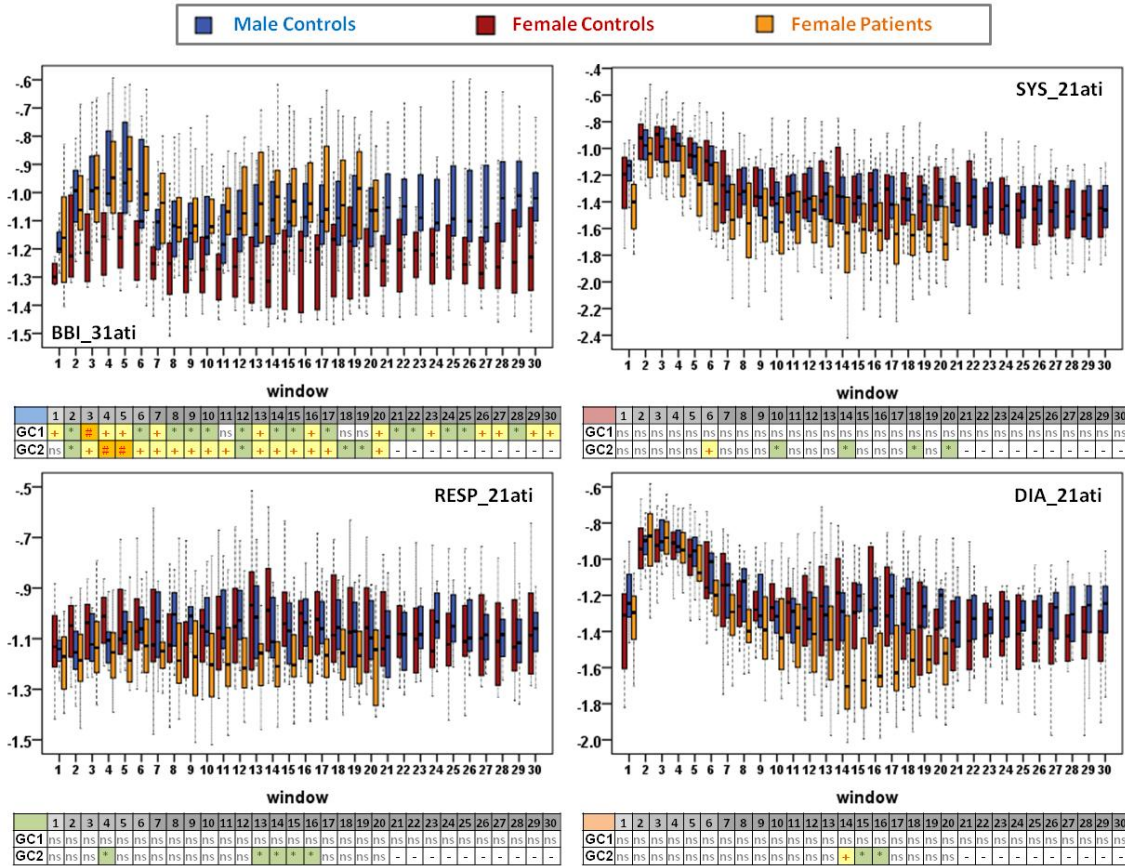 Male Controls Female Controls Female Patients
-.6
-.7
-.8
-.9
-1.0
-1.1
-1.2
-1.3
-1.4
-1.5
BBI_31ati
1 2 3 4 5 6 7 8 9 10 11 12 13 14 15 16 17 18 19 20 21 22 23 24 25 26 27 28 29 30
window
1 2 3 4 5 6 7 8 9 10 11 12 13 14 15 16 17 18 19 20 21 22 23 24 25 26 27 28 29 30
GC1 + * # + + * + * * * ns * + * * + * ns ns + * * + * * + + * + +
GC2 ns * + # # + + + + + + * + + + + + * * + - - - - - - - - - -
-.4
-.6
-.8
-1.0
-1.2
-1.4
-1.6
-1.8
-2.0
-2.2
-2.4
SYS_21ati
1 2 3 4 5 6 7 8 9 10 11 12 13 14 15 16 17 18 19 20 21 22 23 24 25 26 27 28 29 30
window
1 2 3 4 5 6 7 8 9 10 11 12 13 14 15 16 17 18 19 20 21 22 23 24 25 26 27 28 29 30
GC1 ns ns ns ns ns ns ns ns ns ns ns ns ns ns ns ns ns ns ns ns ns ns ns ns ns ns ns ns ns ns
GC2 ns ns ns ns ns + ns ns ns * ns ns ns * ns ns ns * ns * - - - - - - - - - -
-.5
-.7
-.9
-1.1
-1.3
-1.5
RESP_21ati
1 2 3 4 5 6 7 8 9 10 11 12 13 14 15 16 17 18 19 20 21 22 23 24 25 26 27 28 29 30
window
1 2 3 4 5 6 7 8 9 10 11 12 13 14 15 16 17 18 19 20 21 22 23 24 25 26 27 28 29 30
GC1 ns ns ns ns ns ns ns ns ns ns ns ns ns ns ns ns ns ns ns ns ns ns ns ns ns ns ns ns ns ns
GC2 ns ns ns * ns ns ns ns ns ns ns ns * * * * ns ns ns ns - - - - - - - - - -
-.6
-.8
-1.0
-1.2
-1.4
-1.6
-1.8
-2.0
DIA_21ati
1 2 3 4 5 6 7 8 9 10 11 12 13 14 15 16 17 18 19 20 21 22 23 24 25 26 27 28 29 30
window
1 2 3 4 5 6 7 8 9 10 11 12 13 14 15 16 17 18 19 20 21 22 23 24 25 26 27 28 29 30
GC1 ns ns ns ns ns ns ns ns ns ns ns ns ns ns ns ns ns ns ns ns ns ns ns ns ns ns ns ns ns ns
GC2 ns ns ns ns ns ns ns ns ns ns ns ns ns + * * ns ns ns ns - - - - - - - - - -